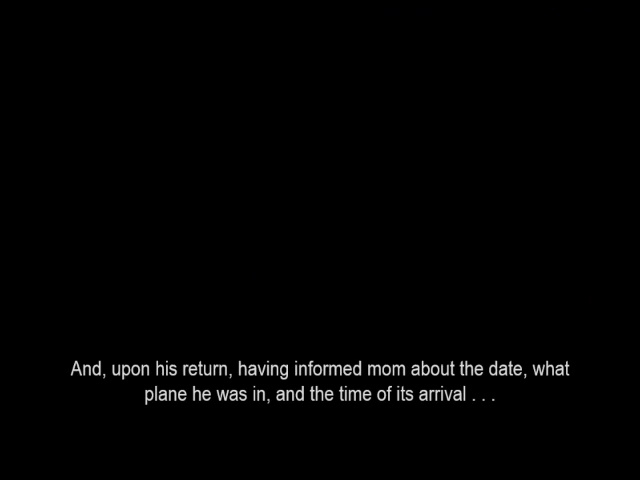 And, upon his return, having informed mom about the date, what
plane he was in, and the time of its arrival . . .